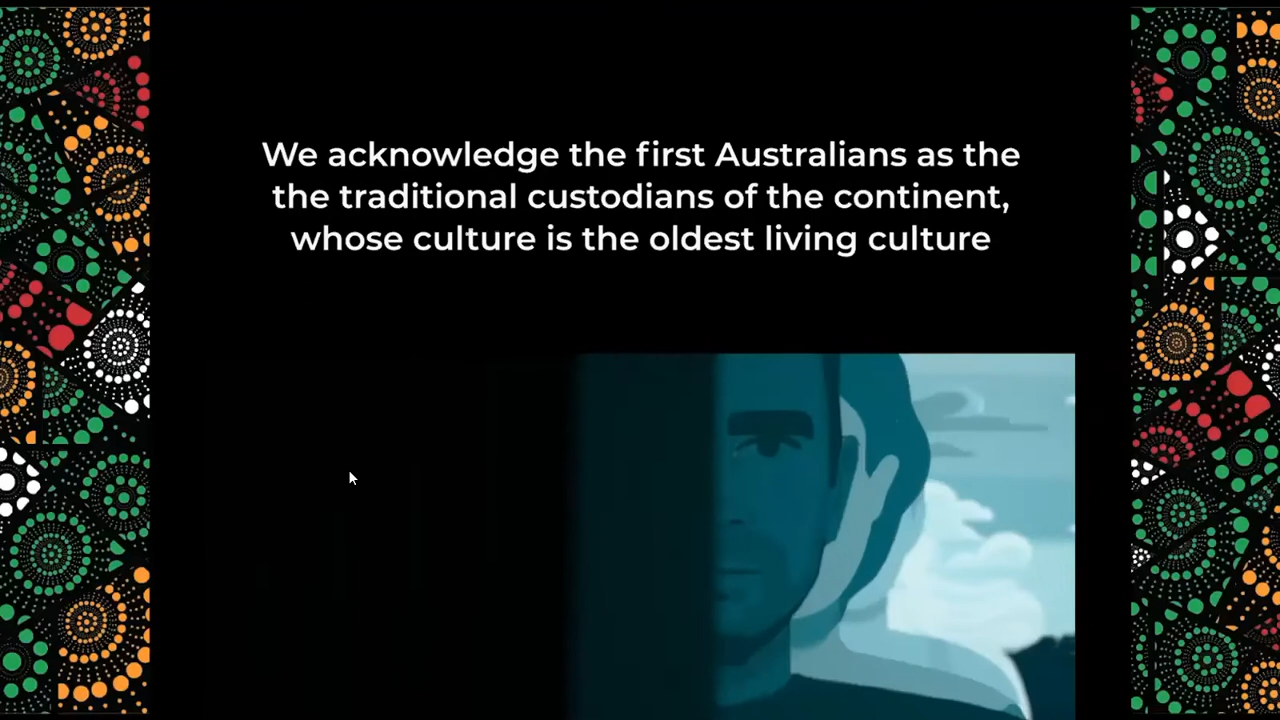 We acknowledge the first Australians as the
the traditional custodians of the continent,
whose culture is the oldest living culture